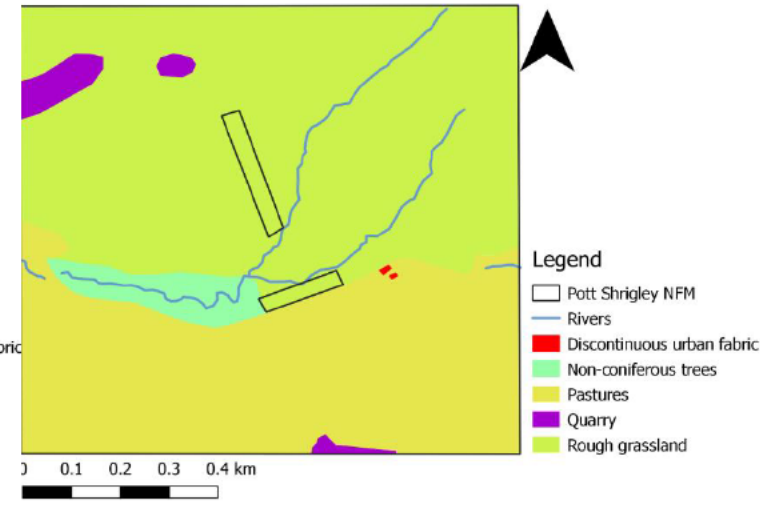 Legend
Pott Shrigley NFM
Rivers
Discontinuous urban fabric
Non-coniferous trees
Pastures
Quarry
Rough grassland
0.1 0.2 0.3 0.4 km